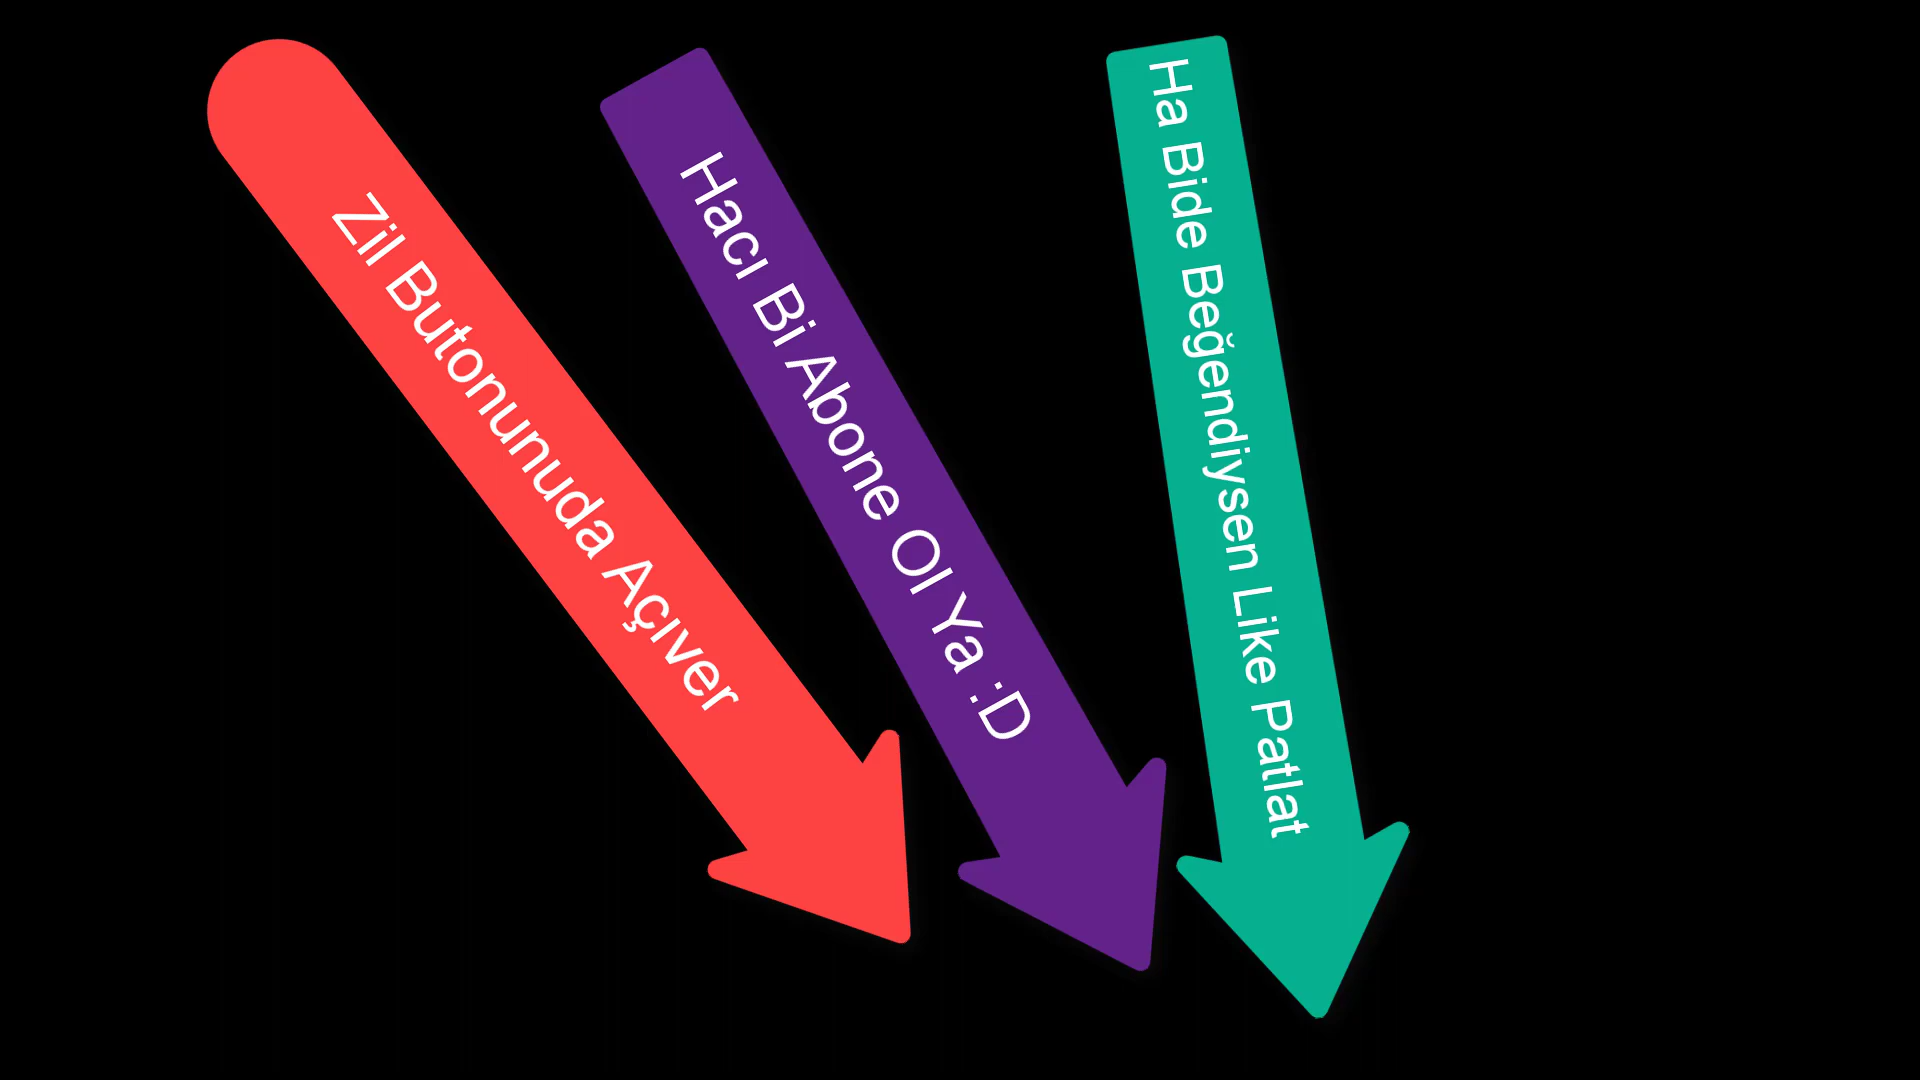 Zil Butonunuda Açıver
Hacı Bi Abone Ol Ya :D
Ha Bide Beğendiysen Like Patlat